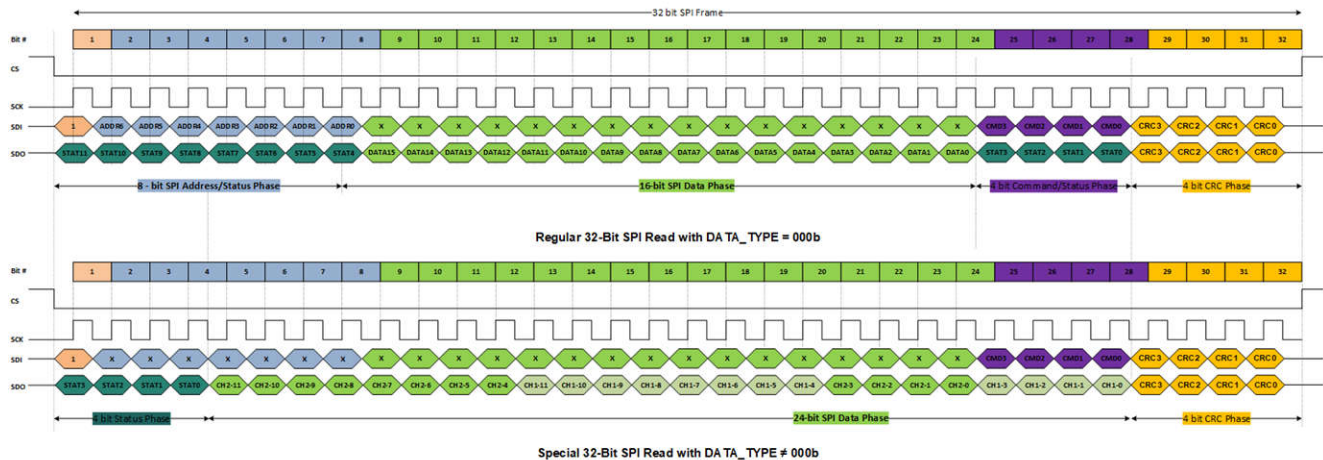 32 bit SPI Frame
Bit # 1 2 3 4 5 6 7 8 9 10 11 12 13 14 15 16 17 18 19 20 21 22 23 24 25 26 27 28 29 30 31 32
CS
SCK
SDI 1 ADDR6 ADDR5 ADDR4 ADDR3 ADDR2 ADDR1 ADDR0 X X X X X X X X X X X X X X X X CMD3 CMD2 CMD1 CMD0 CRC3 CRC2 CRC1 CRC0
SDO STAT11 STAT10 STAT9 STAT8 STAT7 STAT6 STAT5 STAT4 DATA15 DATA14 DATA13 DATA12 DATA11 DATA10 DATA9 DATA8 DATA7 DATA6 DATA5 DATA4 DATA3 DATA2 DATA1 DATA0 STAT3 STAT2 STAT1 STAT0 CRC3 CRC2 CRC1 CRC0
8 - bit SPI Address/Status Phase 16-bit SPI Data Phase 4 bit Command/Status Phase 4 bit CRC Phase
Regular 32-Bit SPI Read with DATA_TYPE = 000b
Bit # 1 2 3 4 5 6 7 8 9 10 11 12 13 14 15 16 17 18 19 20 21 22 23 24 25 26 27 28 29 30 31 32
CS
SCK
SDI 1 X X X X X X X X X X X X X X X X X X X X X X X CMD3 CMD2 CMD1 CMD0 CRC3 CRC2 CRC1 CRC0
SDO STAT3 STAT2 STAT1 STAT0 CH2-11 CH2-10 CH2-9 CH2-8 CH2-7 CH2-6 CH2-5 CH2-4 CH1-11 CH1-10 CH1-9 CH1-8 CH1-7 CH1-6 CH1-5 CH1-4 CH2-3 CH2-2 CH2-1 CH2-0 CH1-3 CH1-2 CH1-1 CH1-0 CRC3 CRC2 CRC1 CRC0
4 bit Status Phase 24-bit SPI Data Phase 4 bit CRC Phase
Special 32-Bit SPI Read with DATA_TYPE ≠ 000b